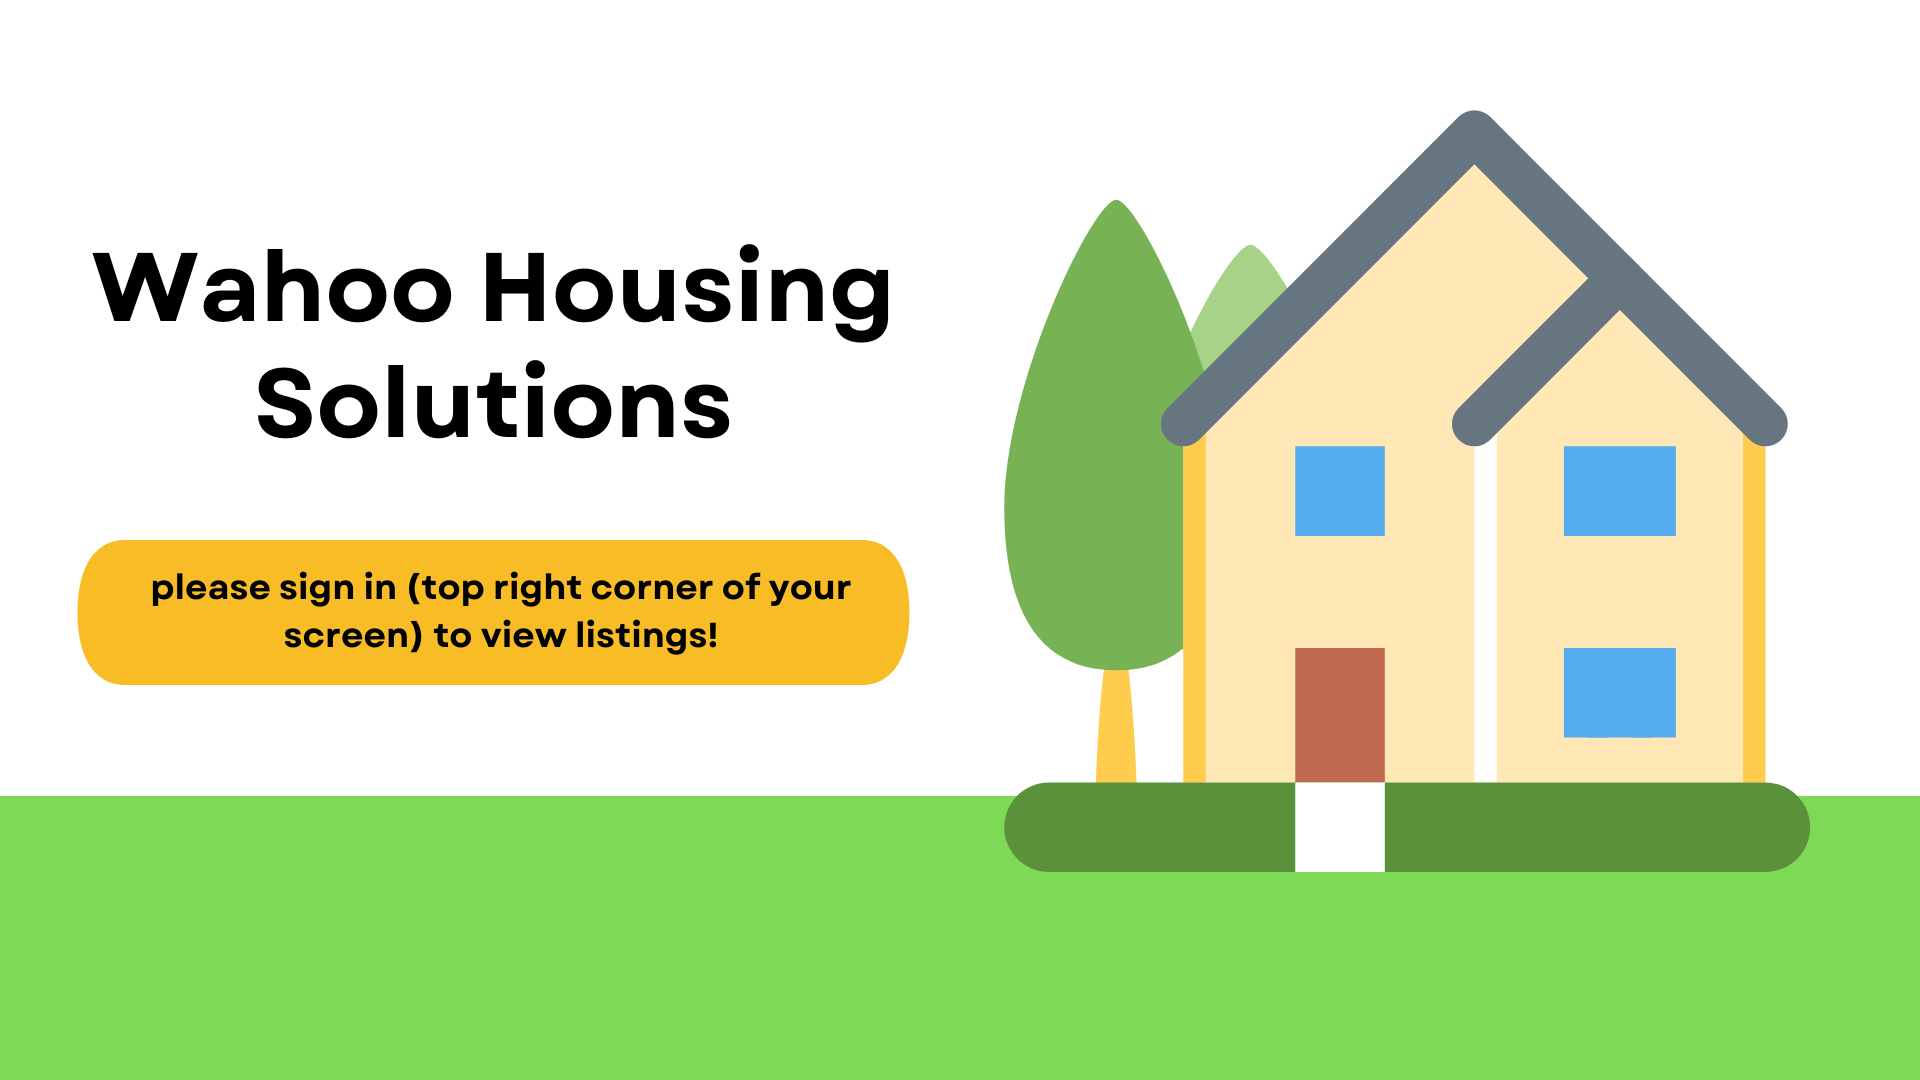 Wahoo Housing
Solutions
please sign in (top right corner of your
screen) to view listings!